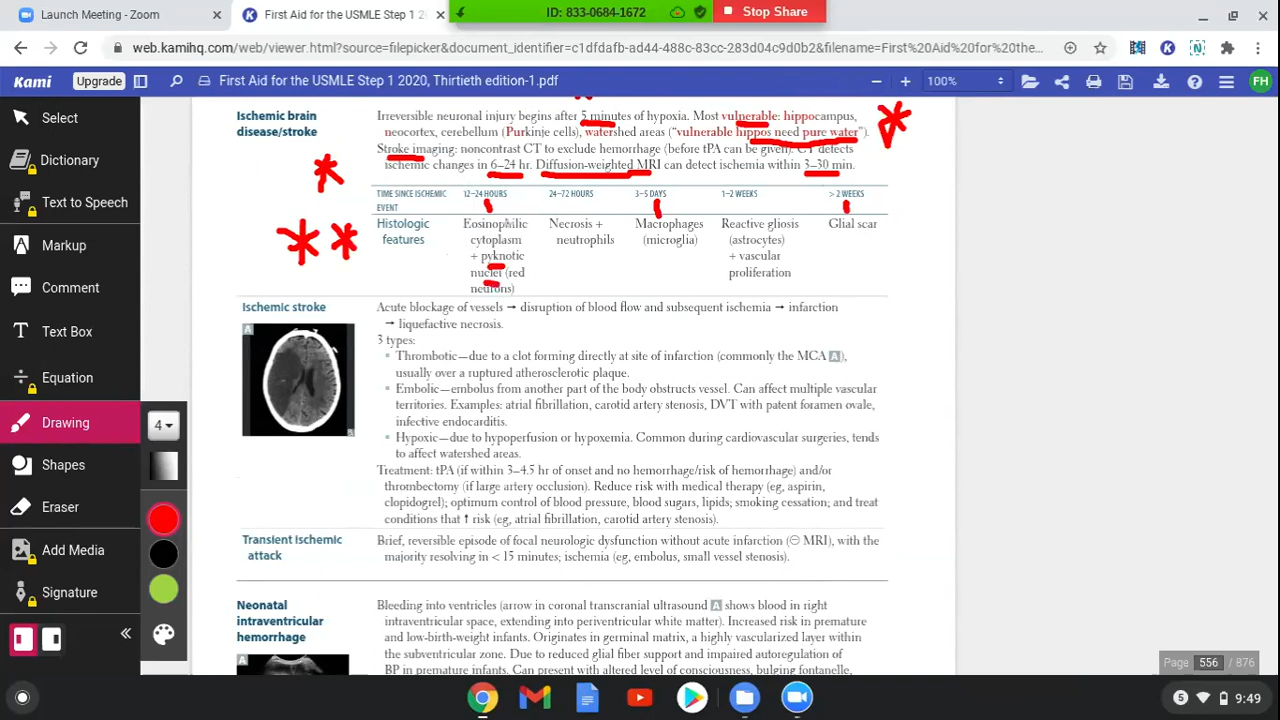 Launch Meeting - Zoom
First Aid for the USMLE Step 1 20
ID: 833-0684-1672
Stop Share
web.kamihq.com/web/viewer.html?source=filepicker&document_identifier=c1dfdafb-ad44-488c-83cc-283d04c9d0b2&filename=First%20Aid%20for%20the...
Kami
Upgrade
First Aid for the USMLE Step 1 2020, Thirtieth edition-1.pdf
100%
FH
Select
Dictionary
Text to Speech
Markup
Comment
Text Box
Equation
Drawing
4
Shapes
Eraser
Add Media
Signature
Ischemic brain
disease/stroke
Irreversible neuronal injury begins after 5 minutes of hypoxia. Most vulnerable: hippocampus,
neocortex, cerebellum (Purkinje cells), watershed areas ("vulnerable hippos need pure water").
Stroke imaging: noncontrast CT to exclude hemorrhage (before tPA can be given). CT detects
ischemic changes in 6–24 hr. Diffusion-weighted MRI can detect ischemia within 3–30 min.
TIME SINCE ISCHEMIC
EVENT
12–24 HOURS
24–72 HOURS
3–5 DAYS
1–2 WEEKS
> 2 WEEKS
Histologic
features
Eosinophilic
cytoplasm
+ pyknotic
nuclei (red
neurons)
Necrosis +
neutrophils
Macrophages
(microglia)
Reactive gliosis
(astrocytes)
+ vascular
proliferation
Glial scar
Ischemic stroke
A
Acute blockage of vessels → disruption of blood flow and subsequent ischemia → infarction
→ liquefactive necrosis.
3 types:
Thrombotic—due to a clot forming directly at site of infarction (commonly the MCA A),
usually over a ruptured atherosclerotic plaque.
Embolic—embolus from another part of the body obstructs vessel. Can affect multiple vascular
territories. Examples: atrial fibrillation, carotid artery stenosis, DVT with patent foramen ovale,
infective endocarditis.
Hypoxic—due to hypoperfusion or hypoxemia. Common during cardiovascular surgeries, tends
to affect watershed areas.
Treatment: tPA (if within 3–4.5 hr of onset and no hemorrhage/risk of hemorrhage) and/or
thrombectomy (if large artery occlusion). Reduce risk with medical therapy (eg, aspirin,
clopidogrel); optimum control of blood pressure, blood sugars, lipids; smoking cessation; and treat
conditions that ↑ risk (eg, atrial fibrillation, carotid artery stenosis).
Transient ischemic
attack
Brief, reversible episode of focal neurologic dysfunction without acute infarction (⊖ MRI), with the
majority resolving in < 15 minutes; ischemia (eg, embolus, small vessel stenosis).
Neonatal
intraventricular
hemorrhage
A
Bleeding into ventricles (arrow in coronal transcranial ultrasound A shows blood in right
intraventricular space, extending into periventricular white matter). Increased risk in premature
and low-birth-weight infants. Originates in germinal matrix, a highly vascularized layer within
the subventricular zone. Due to reduced glial fiber support and impaired autoregulation of
BP in premature infants. Can present with altered level of consciousness, bulging fontanelle,
Page 556 / 876
5
9:49